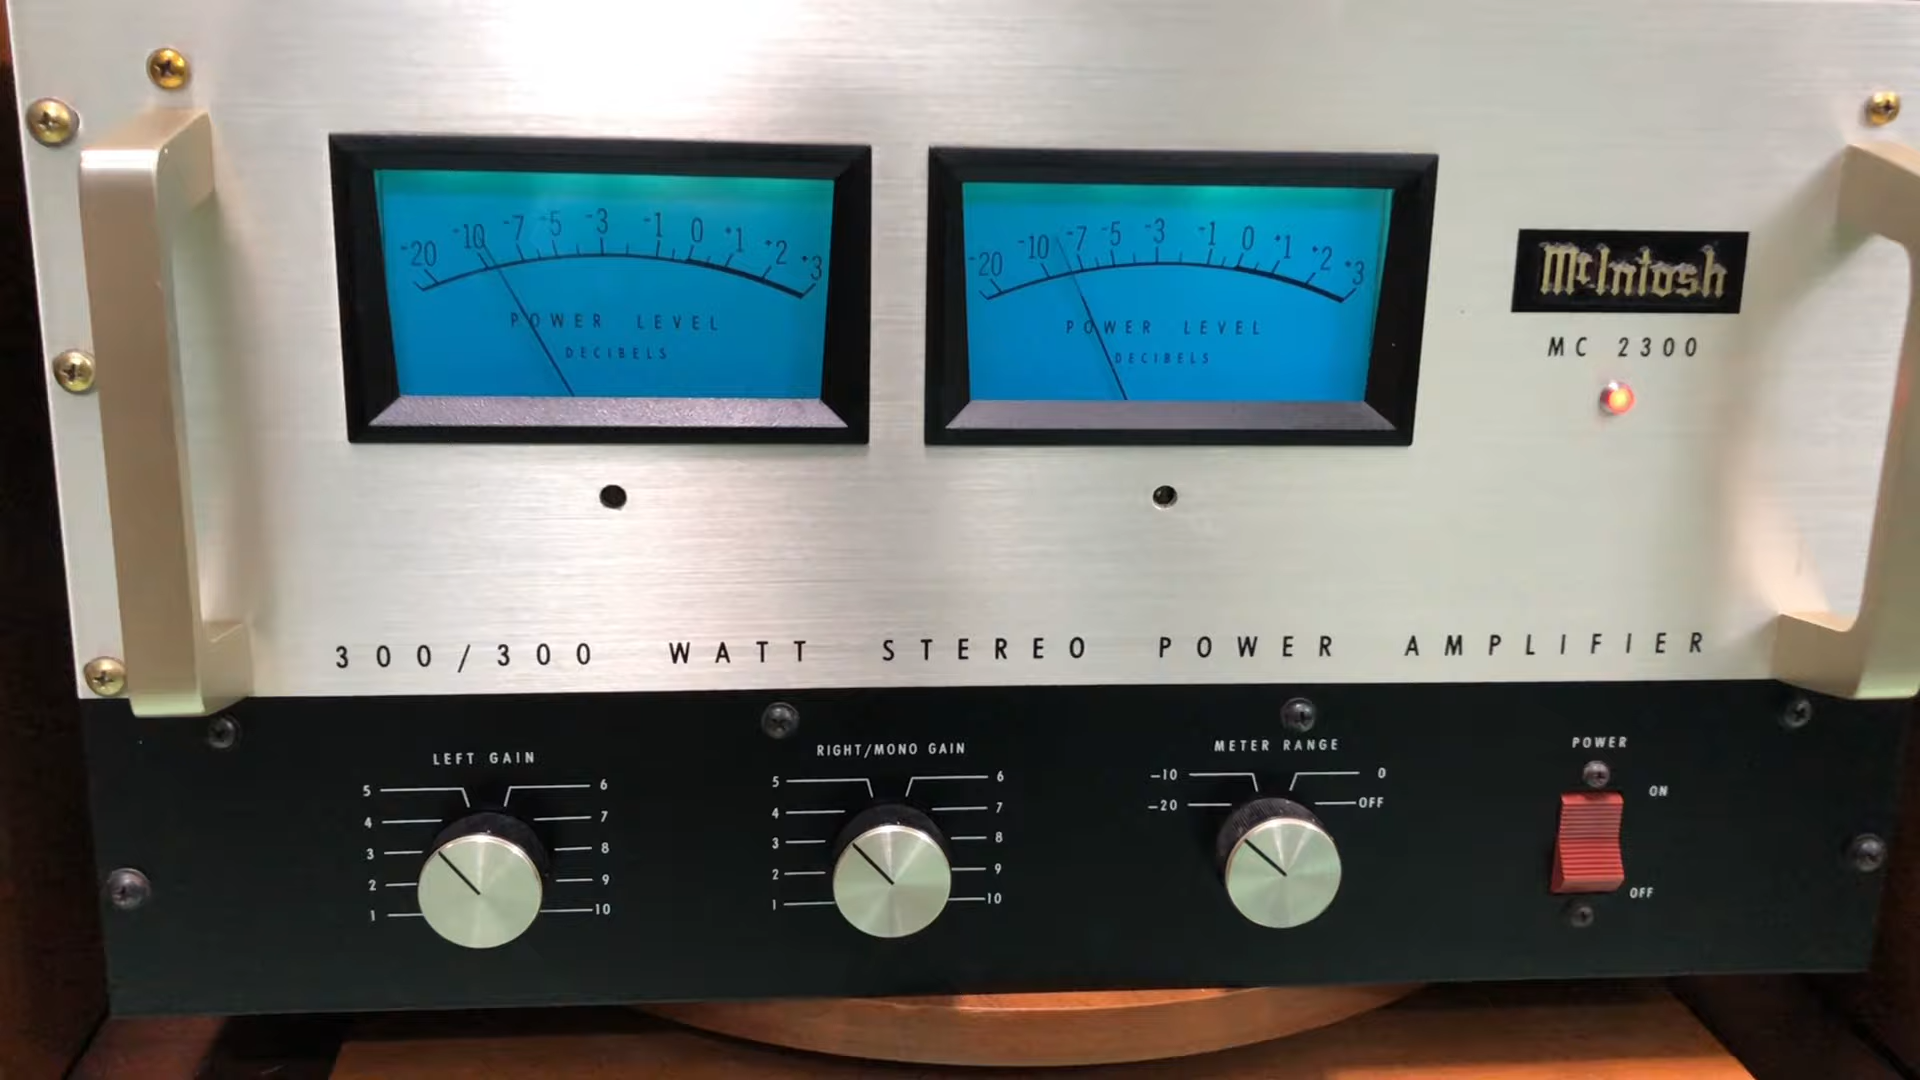 -20 -10 -7 -5 -3 -1 0 +1 +2 +3
POWER LEVEL
DECIBELS
-20 -10 -7 -5 -3 -1 0 +1 +2 +3
POWER LEVEL
DECIBELS
McIntosh
MC 2300
300/300 WATT STEREO POWER AMPLIFIER
LEFT GAIN
5 6
4 7
3 8
2 9
1 10
RIGHT/MONO GAIN
5 6
4 7
3 8
2 9
1 10
METER RANGE
-10 0
-20 OFF
POWER
ON
OFF